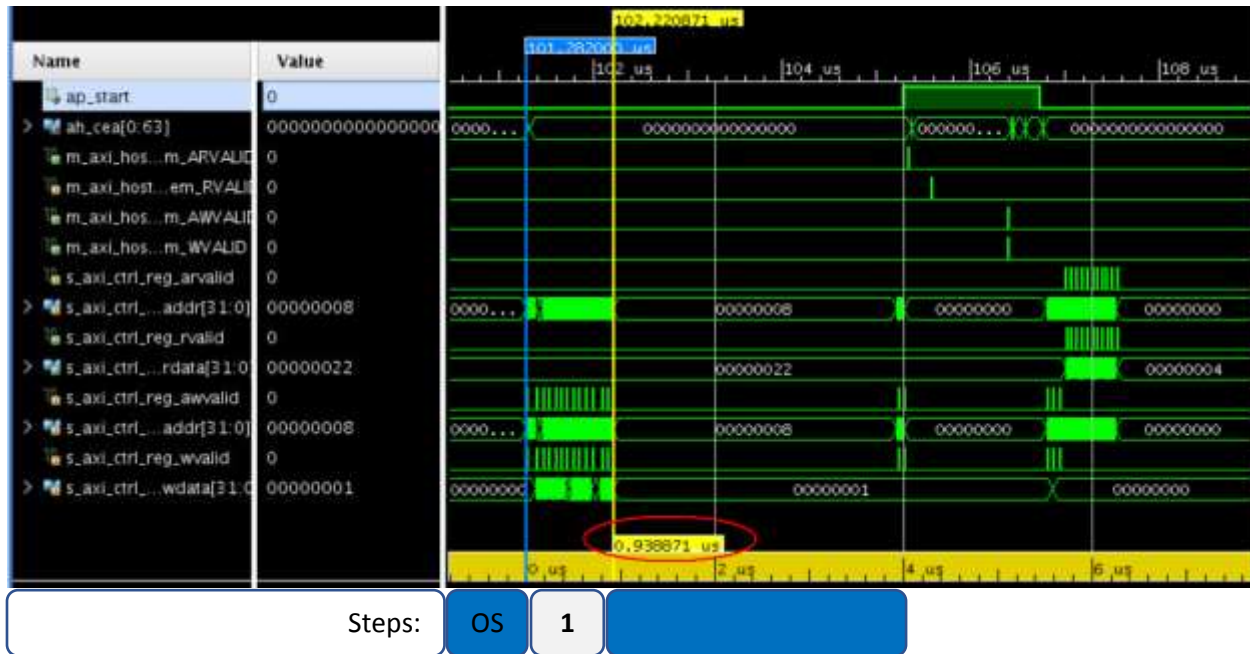 102.220871 us
101.282000 us
Name Value
102 us 104 us 106 us 108 us
ap_start 0
ah_cea[0:63] 0000000000000000 0000... 0000000000000000 000000... 0000000000000000
m_axi_hos...m_ARVALID 0
m_axi_host...em_RVALID 0
m_axi_hos...m_AWVALID 0
m_axi_hos...m_WVALID 0
s_axi_ctrl_reg_arvalid 0
s_axi_ctrl_...addr[31:0] 00000008 0000... 00000008 00000000 00000000
s_axi_ctrl_reg_rvalid 0
s_axi_ctrl_...rdata[31:0 00000022 00000022 00000004
s_axi_ctrl_reg_awvalid 0
s_axi_ctrl_...addr[31:0] 00000008 0000... 00000008 00000000 00000000
s_axi_ctrl_reg_wvalid 0
s_axi_ctrl_...wdata[31:0 00000001 00000000 00000001 00000000
0.938871 us
0 us 2 us 4 us 6 us
Steps: OS 1